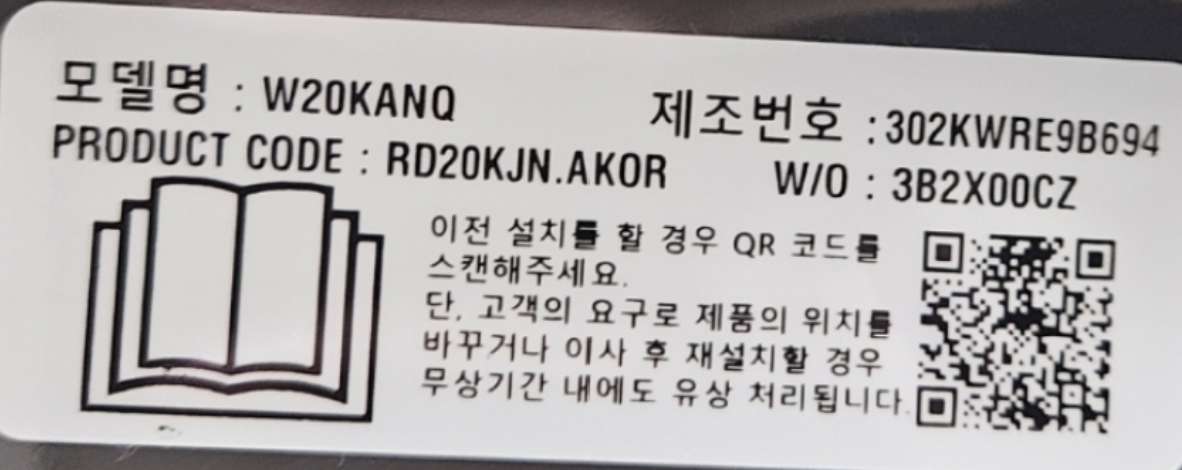 모델명 : W20KANQ 제조번호 : 302KWRE9B694
PRODUCT CODE : RD20KJN.AKOR W/O : 3B2X00CZ
이전 설치를 할 경우 QR 코드를
스캔해주세요.
단, 고객의 요구로 제품의 위치를
바꾸거나 이사 후 재설치할 경우
무상기간 내에도 유상 처리됩니다.